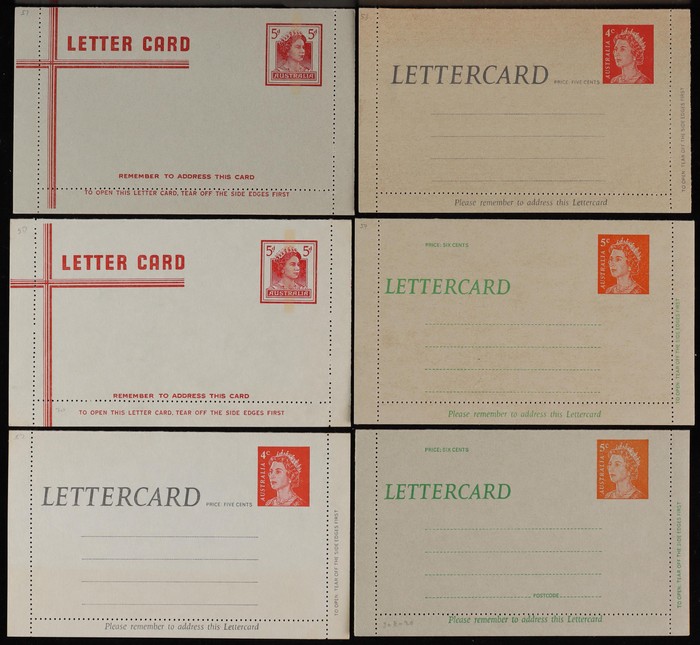 LETTER CARD
5d 5d
AUSTRALIA
REMEMBER TO ADDRESS THIS CARD
TO OPEN THIS LETTER CARD, TEAR OFF THE SIDE EDGES FIRST
4c
AUSTRALIA
LETTERCARD PRICE FIVE CENTS
TO OPEN TEAR OFF THE SIDE EDGES FIRST
Please remember to address this Lettercard
LETTER CARD
5d 5d
AUSTRALIA
REMEMBER TO ADDRESS THIS CARD
TO OPEN THIS LETTER CARD, TEAR OFF THE SIDE EDGES FIRST
PRICE: SIX CENTS
5c
AUSTRALIA
LETTERCARD
TO OPEN TEAR OFF THE SIDE EDGES FIRST
Please remember to address this Lettercard
4c
AUSTRALIA
LETTERCARD PRICE FIVE CENTS
TO OPEN TEAR OFF THE SIDE EDGES FIRST
Please remember to address this Lettercard
PRICE: SIX CENTS
5c
AUSTRALIA
LETTERCARD
POSTCODE
TO OPEN TEAR OFF THE SIDE EDGES FIRST
Please remember to address this Lettercard